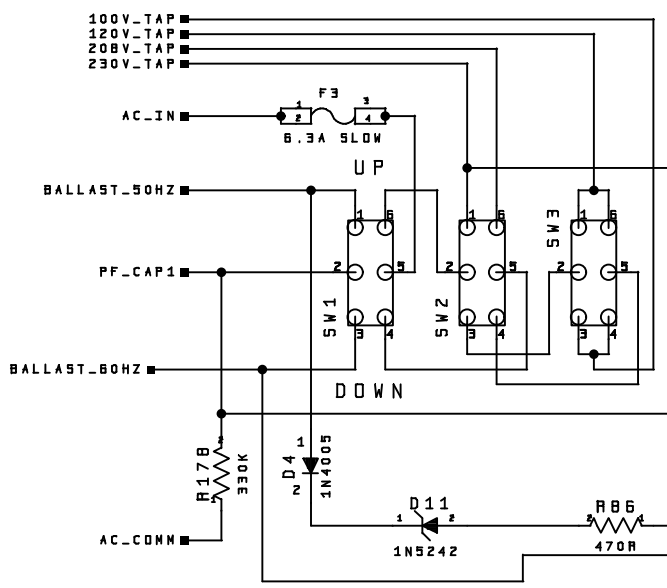 100V_TAP
120V_TAP
208V_TAP
230V_TAP
F3
1
3
AC_IN
2
4
6.3A SLOW
UP
BALLAST_50HZ
1
6
1
6
1
6
SW3
PF_CAP1
2
5
2
5
2
5
SW1
SW2
3
4
3
4
3
4
BALLAST_60HZ
DOWN
2
R178
330K
1
1
D4
1N4005
2
D11
R86
1
2
2
1
1N5242
470R
AC_COMM